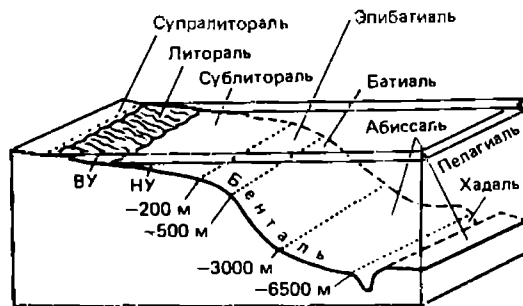 Супралитораль
Литораль
Сублитораль
Эпибатиаль
Батиаль
Абиссаль
Пелагиаль
Хадаль
ВУ
НУ
Бенталь
−200 м
~500 м
−3000 м
−6500 м